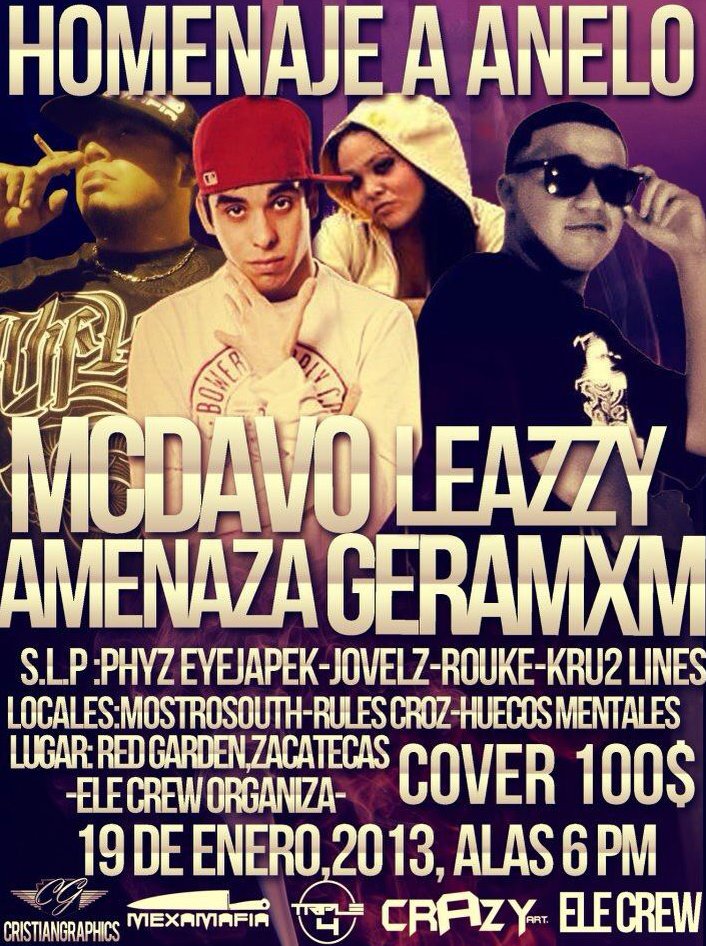 HOMENAJE A ANELO
MCDAVO LEAZZY
AMENAZA GERAMXM
S.L.P :PHYZ EYEJAPEK-JOVELZ-ROUKE-KRU2 LINES
LOCALES:MOSTROSOUTH-RULES CROZ-HUECOS MENTALES
LUGAR: RED GARDEN,ZACATECAS
-ELE CREW ORGANIZA-
COVER 100$
19 DE ENERO,2013, ALAS 6 PM
CG
CRISTIANGRAPHICS
MEXAMAFIA
TRIPLE
4
CRAZY ART.
ELE CREW
BOWERY